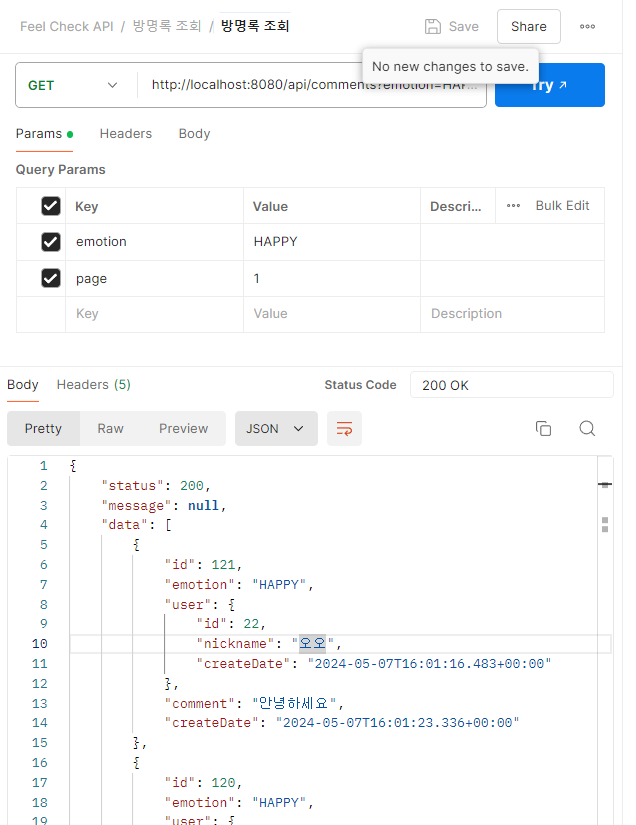 Feel Check API / 방명록 조회 / 방명록 조회 Save Share
No new changes to save.
GET http://localhost:8080/api/comments?emotion=HAP... Try ↗
Params Headers Body
Query Params
Key Value Descri... Bulk Edit
emotion HAPPY
page 1
Key Value Description
Body Headers (5) Status Code 200 OK
Pretty Raw Preview JSON
1 {
2 "status": 200,
3 "message": null,
4 "data": [
5 {
6 "id": 121,
7 "emotion": "HAPPY",
8 "user": {
9 "id": 22,
10 "nickname": "오오",
11 "createDate": "2024-05-07T16:01:16.483+00:00"
12 },
13 "comment": "안녕하세요",
14 "createDate": "2024-05-07T16:01:23.336+00:00"
15 },
16 {
17 "id": 120,
18 "emotion": "HAPPY",
19 "user": {